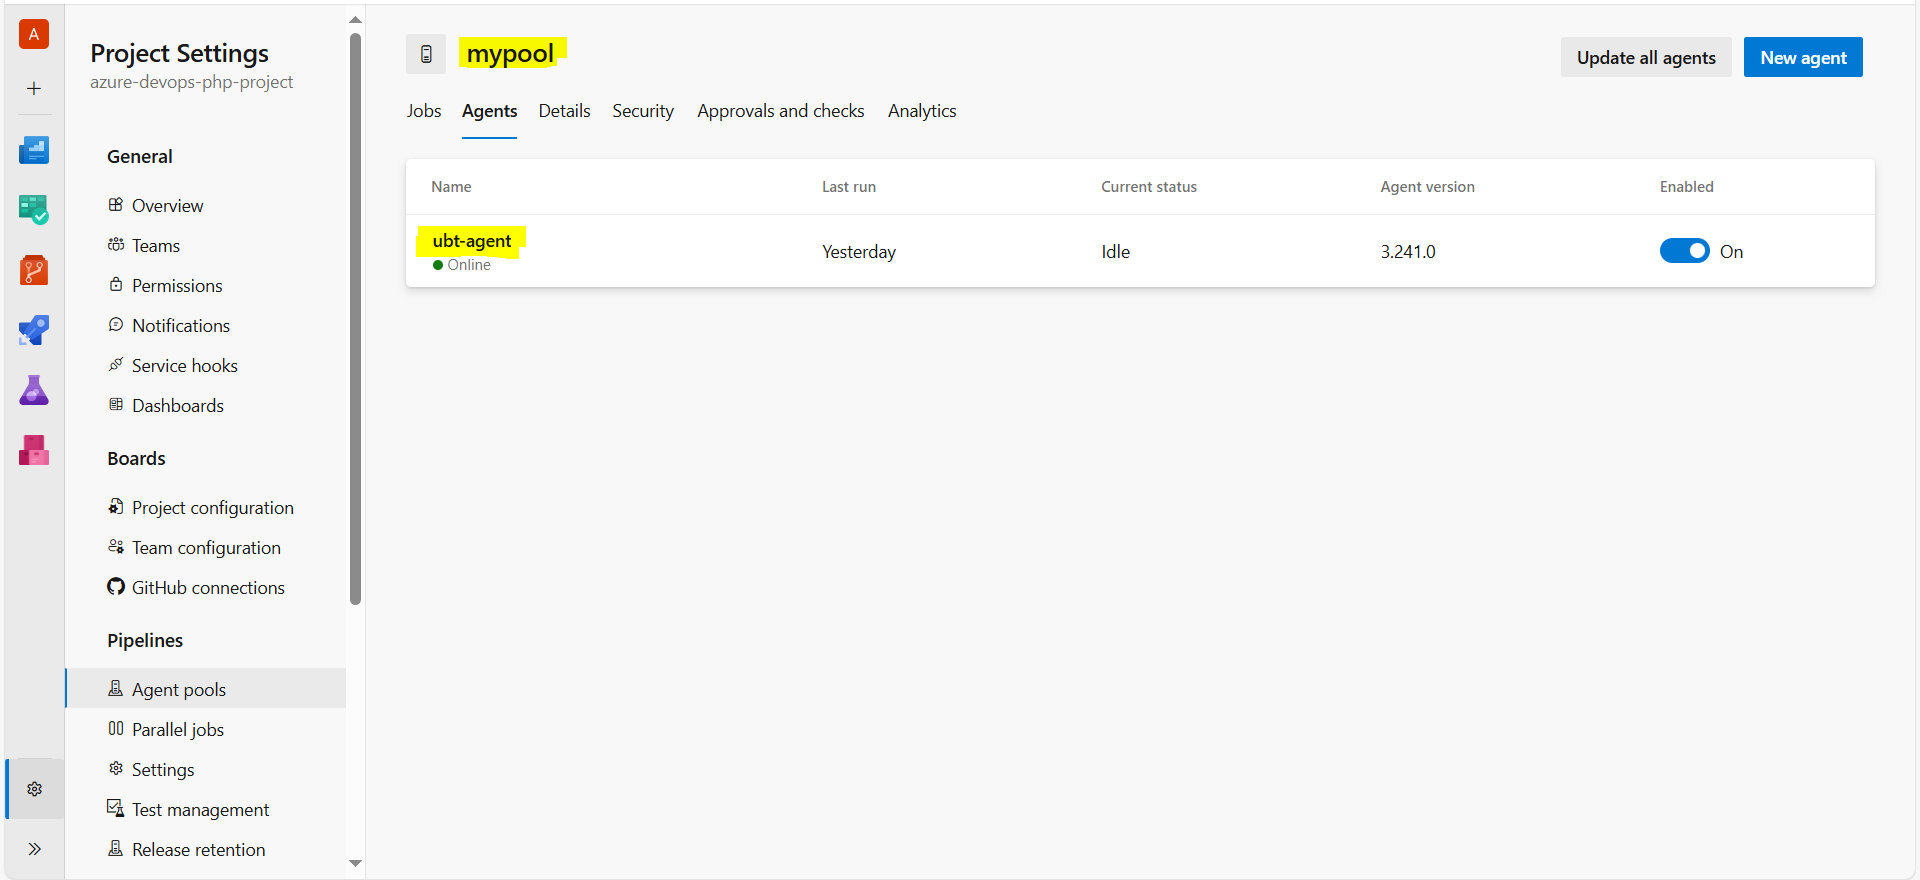 A
Project Settings
azure-devops-php-project
General
Overview
Teams
Permissions
Notifications
Service hooks
Dashboards
Boards
Project configuration
Team configuration
GitHub connections
Pipelines
Agent pools
Parallel jobs
Settings
Test management
Release retention
mypool
Update all agents
New agent
Jobs Agents Details Security Approvals and checks Analytics
Name Last run Current status Agent version Enabled
ubt-agent
Online
Yesterday Idle 3.241.0 On